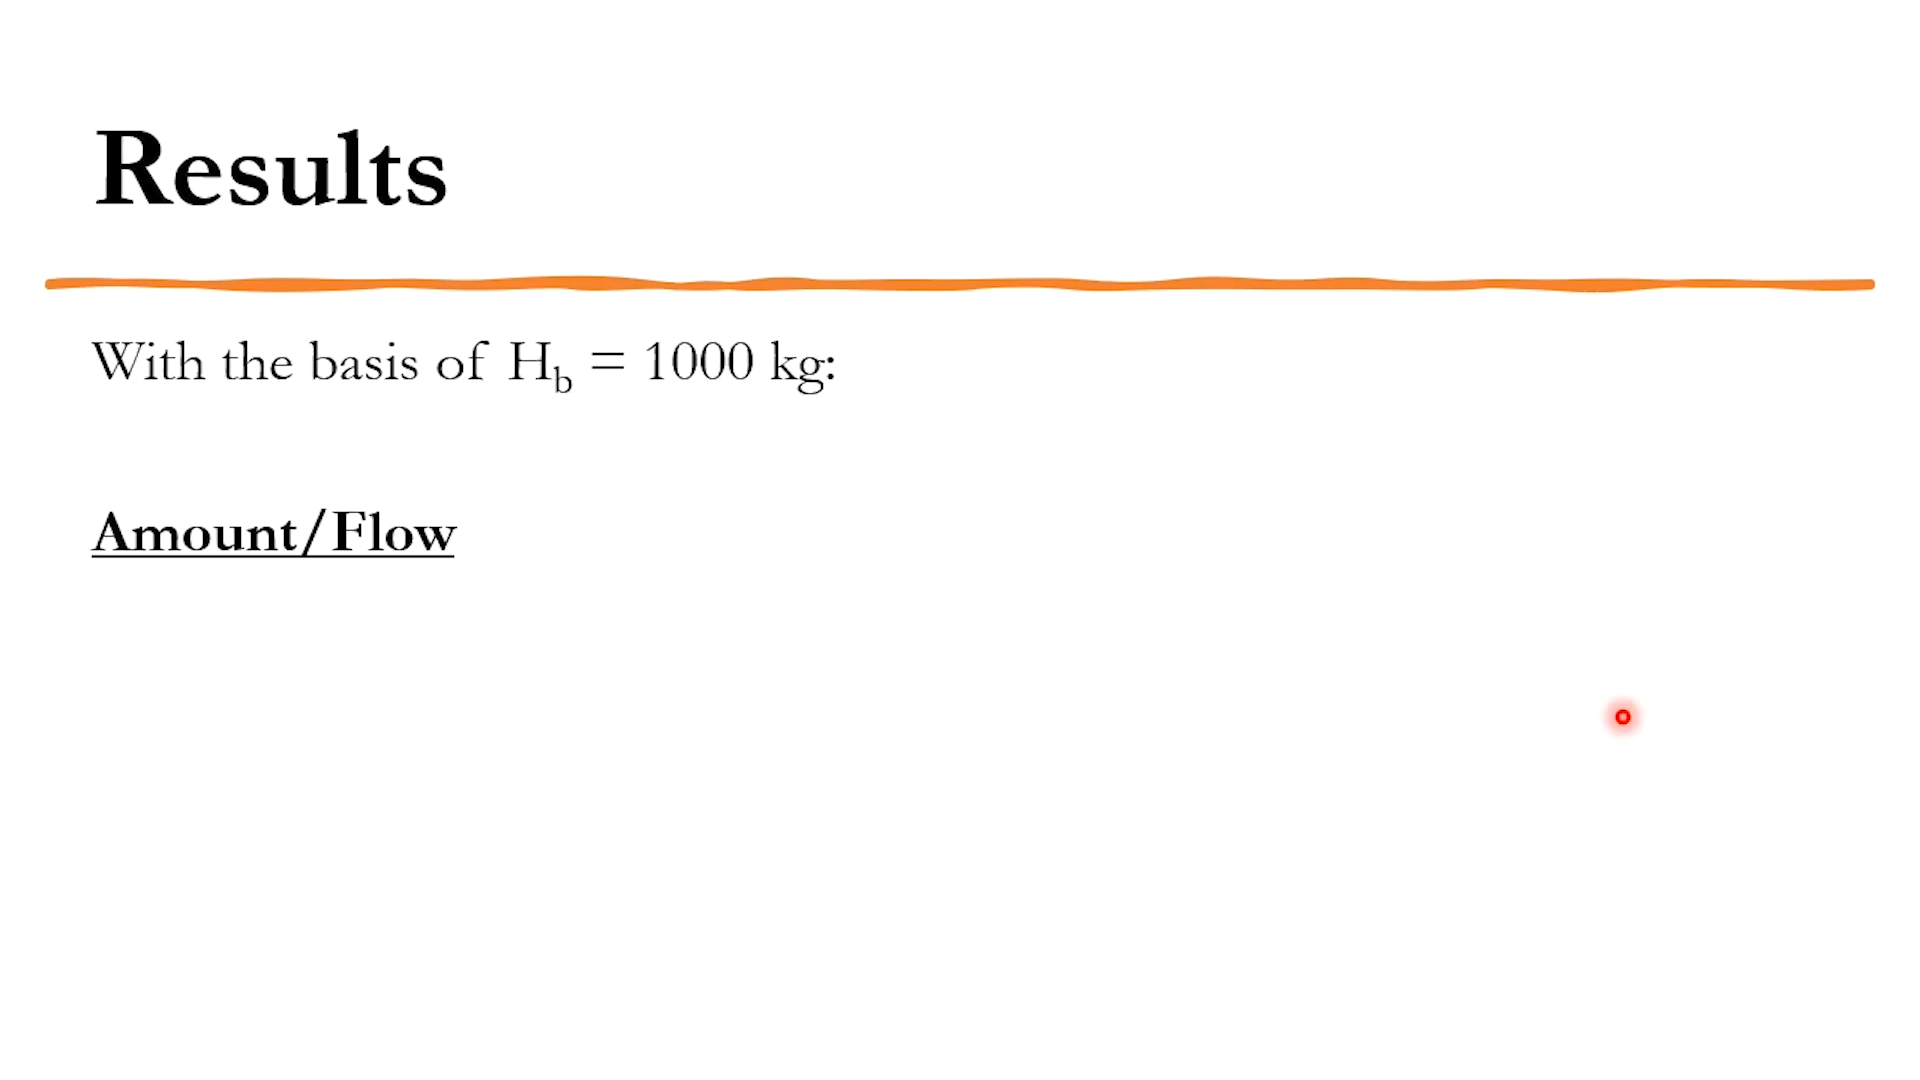 Results
With the basis of H_b = 1000 kg:
Amount/Flow